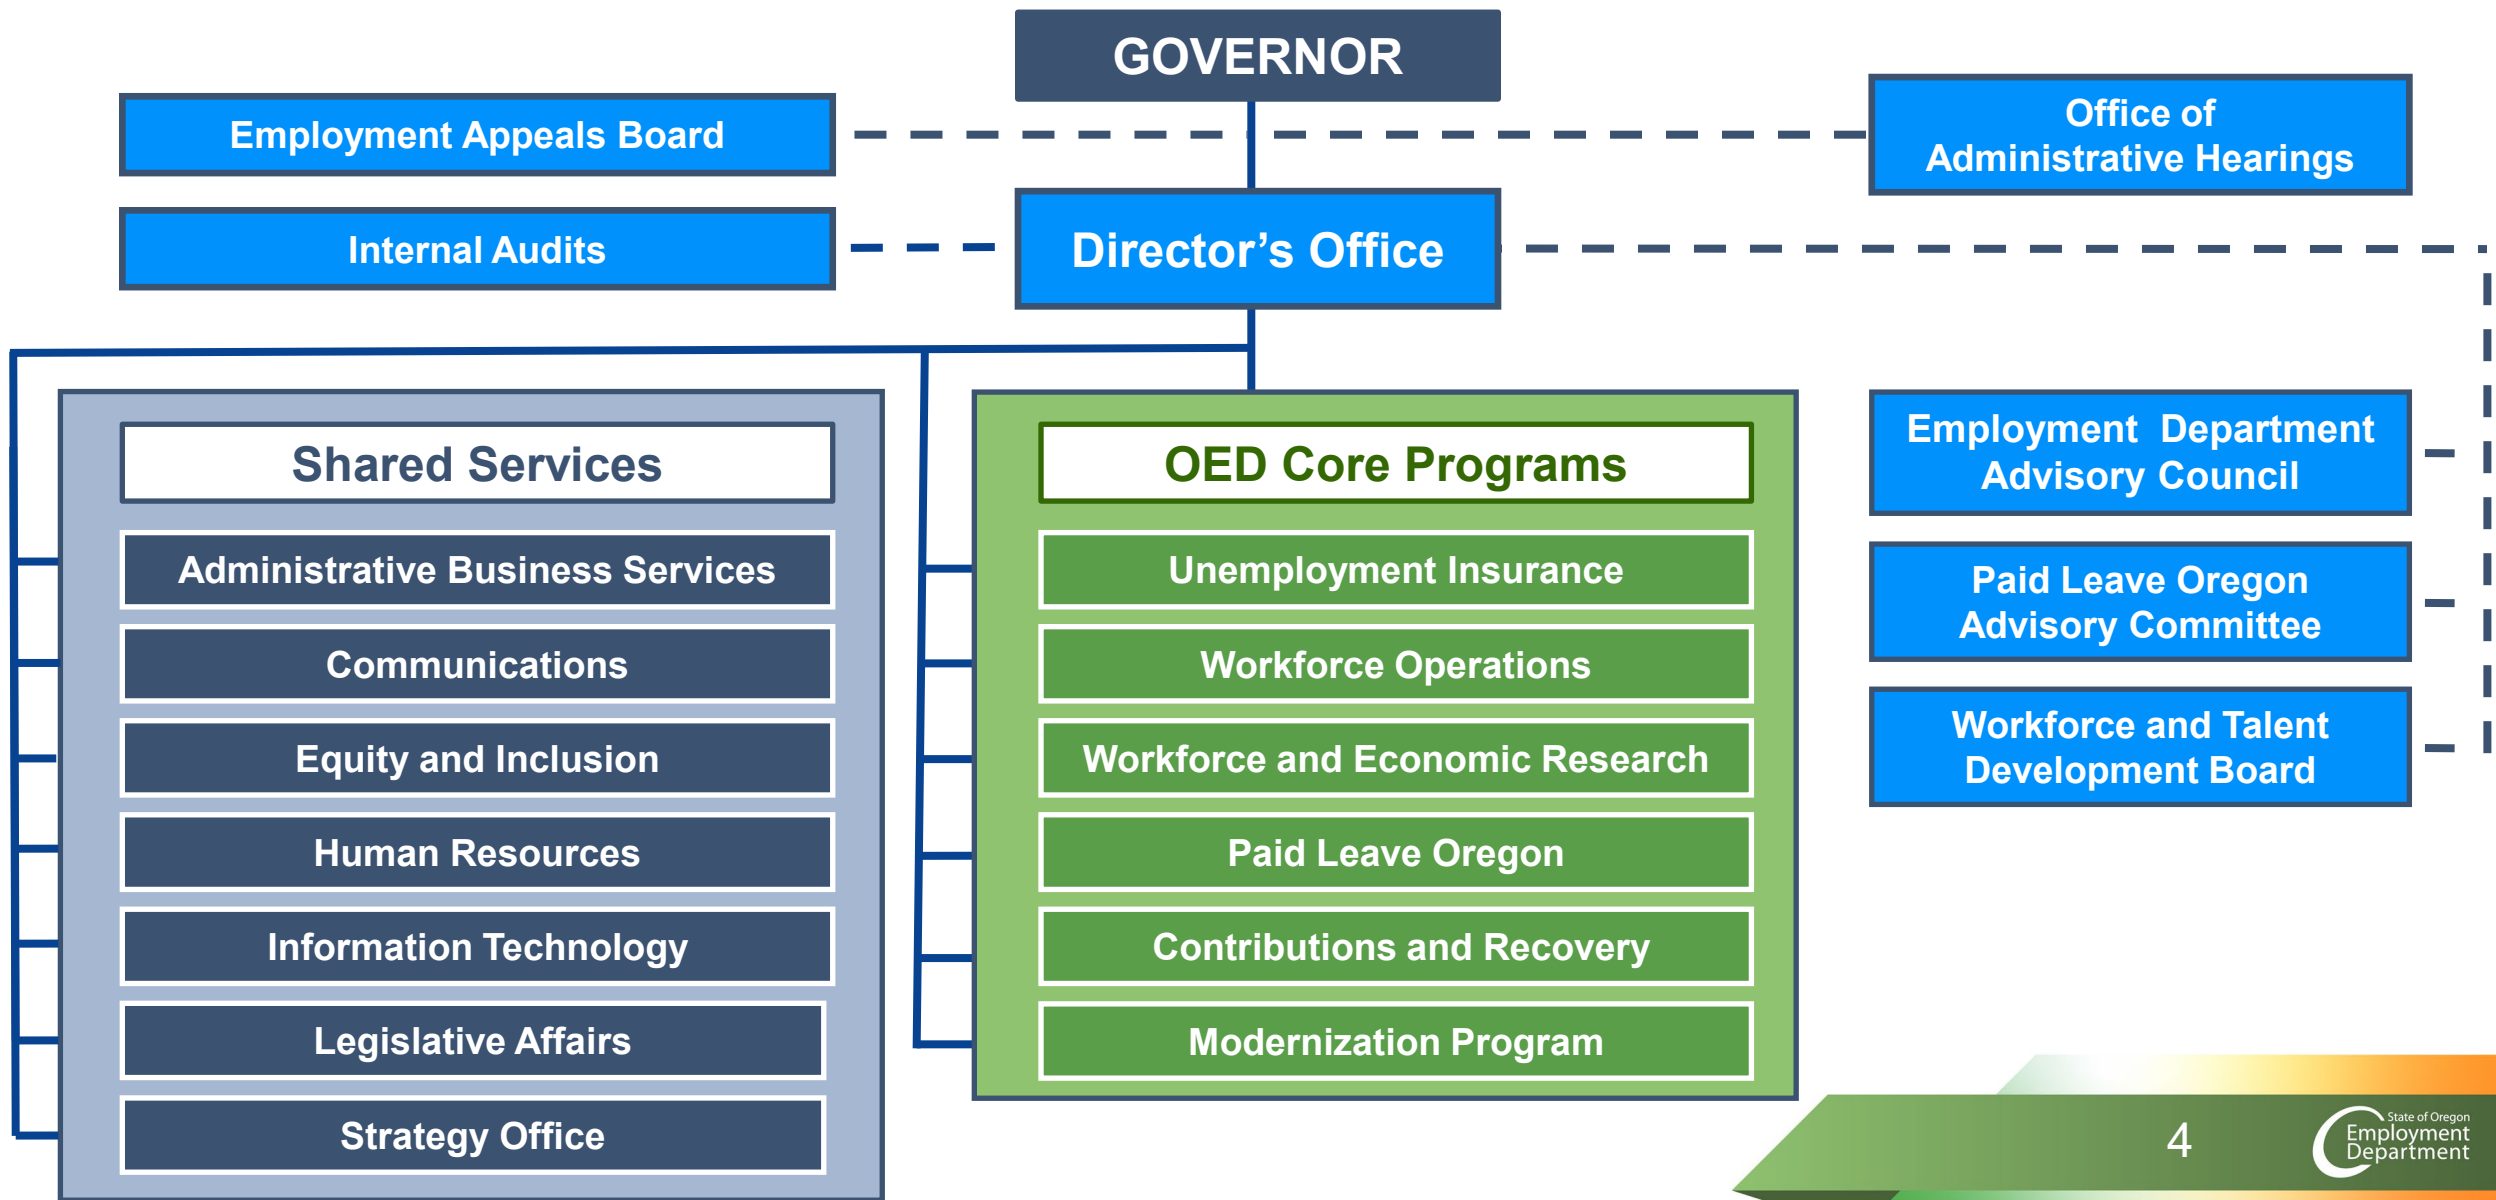 GOVERNOR
Employment Appeals Board
Office of
Administrative Hearings
Internal Audits
Director’s Office
Shared Services
Administrative Business Services
Communications
Equity and Inclusion
Human Resources
Information Technology
Legislative Affairs
Strategy Office
OED Core Programs
Unemployment Insurance
Workforce Operations
Workforce and Economic Research
Paid Leave Oregon
Contributions and Recovery
Modernization Program
Employment Department
Advisory Council
Paid Leave Oregon
Advisory Committee
Workforce and Talent
Development Board
4
State of Oregon
Employment
Department